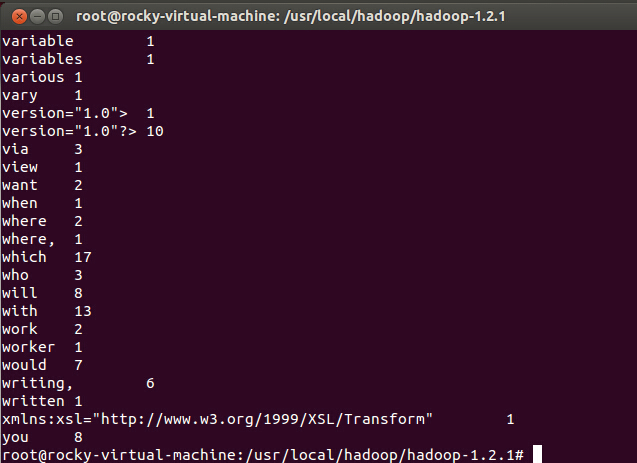 root@rocky-virtual-machine: /usr/local/hadoop/hadoop-1.2.1
variable 1
variables 1
various 1
vary 1
version="1.0"> 1
version="1.0"?> 10
via 3
view 1
want 2
when 1
where 2
where, 1
which 17
who 3
will 8
with 13
work 2
worker 1
would 7
writing, 6
written 1
xmlns:xsl="http://www.w3.org/1999/XSL/Transform" 1
you 8
root@rocky-virtual-machine:/usr/local/hadoop/hadoop-1.2.1#